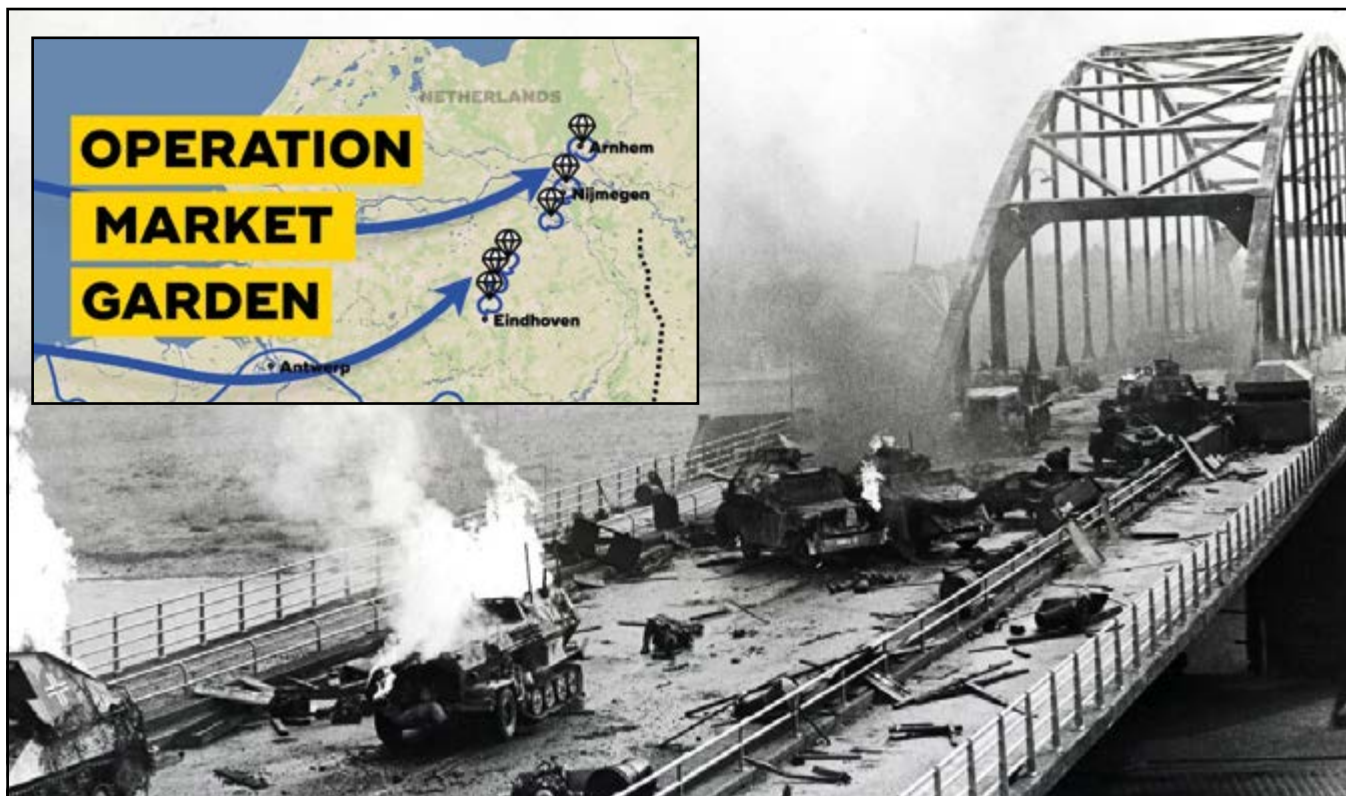 NETHERLANDS
OPERATION
MARKET
GARDEN
Arnhem
Nijmegen
Eindhoven
Antwerp